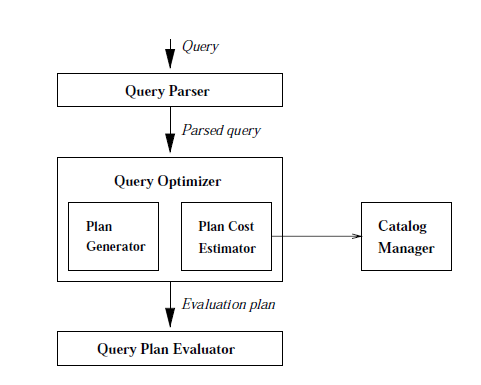 Query
Query Parser
Parsed query
Query Optimizer
Plan
Generator
Plan Cost
Estimator
Catalog
Manager
Evaluation plan
Query Plan Evaluator